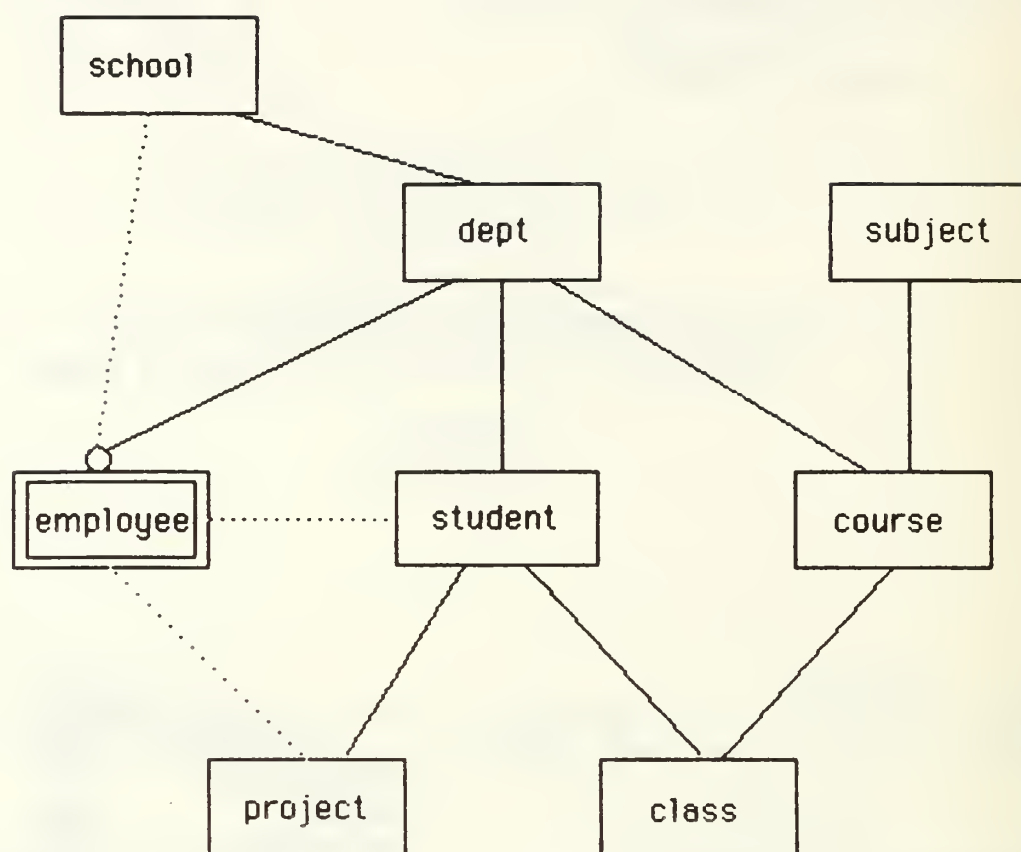 school
dept
subject
employee
student
course
project
class